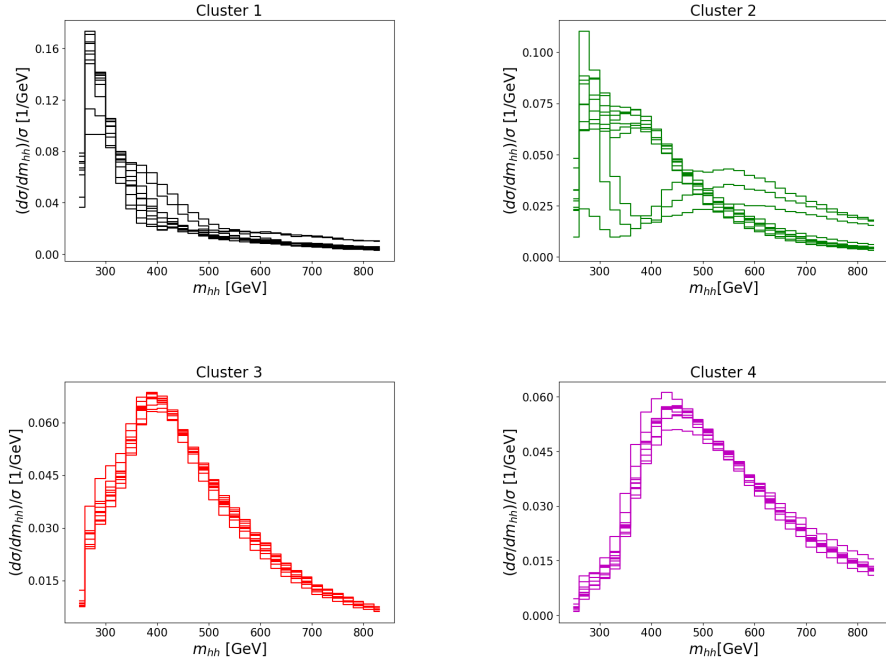 Cluster 1
(dσ/dm_hh)/σ [1/GeV]
0.16
0.12
0.08
0.04
0.00
300 400 500 600 700 800
m_hh [GeV]
Cluster 2
(dσ/dm_hh)/σ [1/GeV]
0.100
0.075
0.050
0.025
0.000
300 400 500 600 700 800
m_hh[GeV]
Cluster 3
(dσ/dm_hh)/σ [1/GeV]
0.060
0.045
0.030
0.015
300 400 500 600 700 800
m_hh [GeV]
Cluster 4
(dσ/dm_hh)/σ [1/GeV]
0.060
0.045
0.030
0.015
0.000
300 400 500 600 700 800
m_hh[GeV]